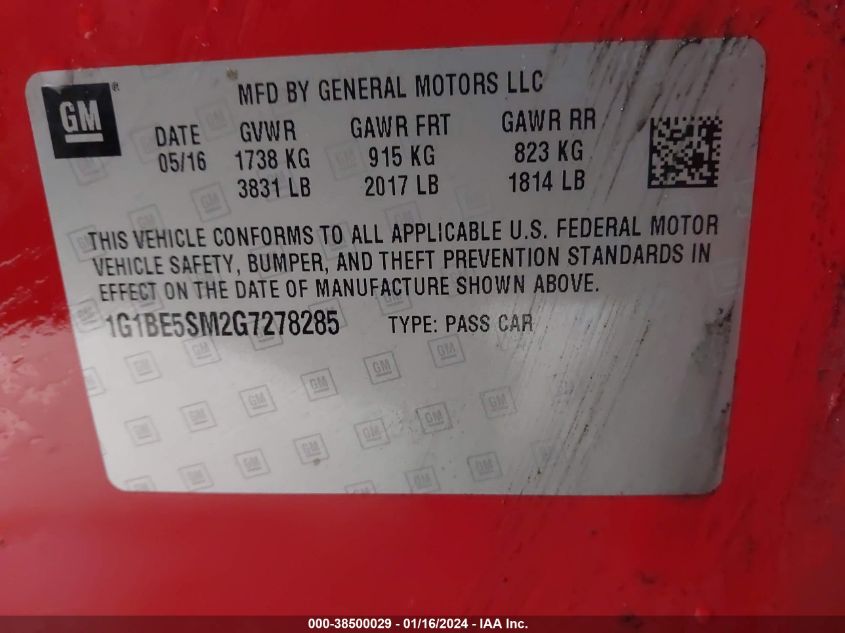 GM
MFD BY GENERAL MOTORS LLC
DATE GVWR GAWR FRT GAWR RR
05/16 1738 KG 915 KG 823 KG
3831 LB 2017 LB 1814 LB
THIS VEHICLE CONFORMS TO ALL APPLICABLE U.S. FEDERAL MOTOR
VEHICLE SAFETY, BUMPER, AND THEFT PREVENTION STANDARDS IN
EFFECT ON THE DATE OF MANUFACTURE SHOWN ABOVE.
1G1BE5SM2G7278285 TYPE: PASS CAR
000-38500029 - 01/16/2024 - IAA Inc.